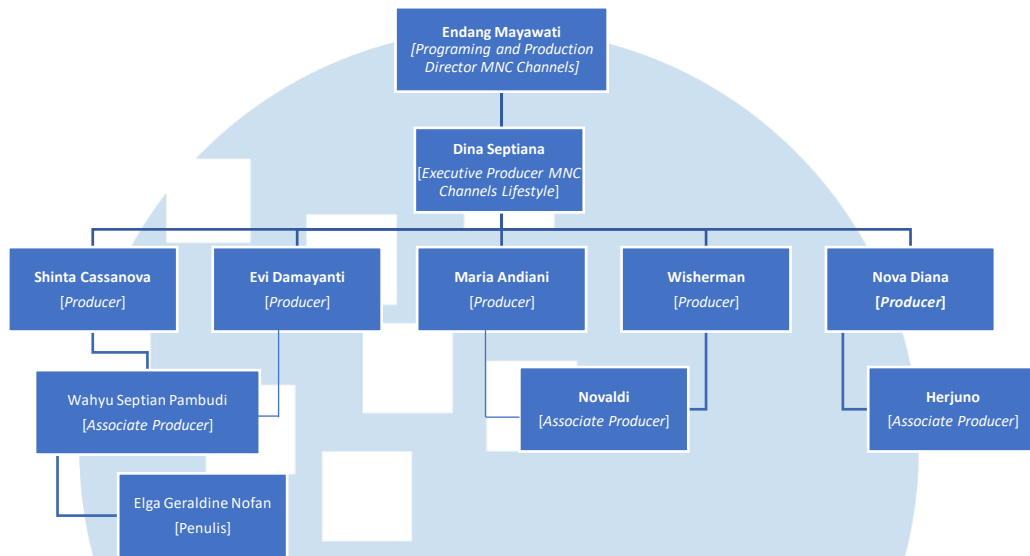 Endang Mayawati
[Programing and Production
Director MNC Channels]
Dina Septiana
[Executive Producer MNC
Channels Lifestyle]
Shinta Cassanova
[Producer]
Evi Damayanti
[Producer]
Maria Andiani
[Producer]
Wisherman
[Producer]
Nova Diana
[Producer]
Wahyu Septian Pambudi
[Associate Producer]
Novaldi
[Associate Producer]
Herjuno
[Associate Producer]
Elga Geraldine Nofan
[Penulis]